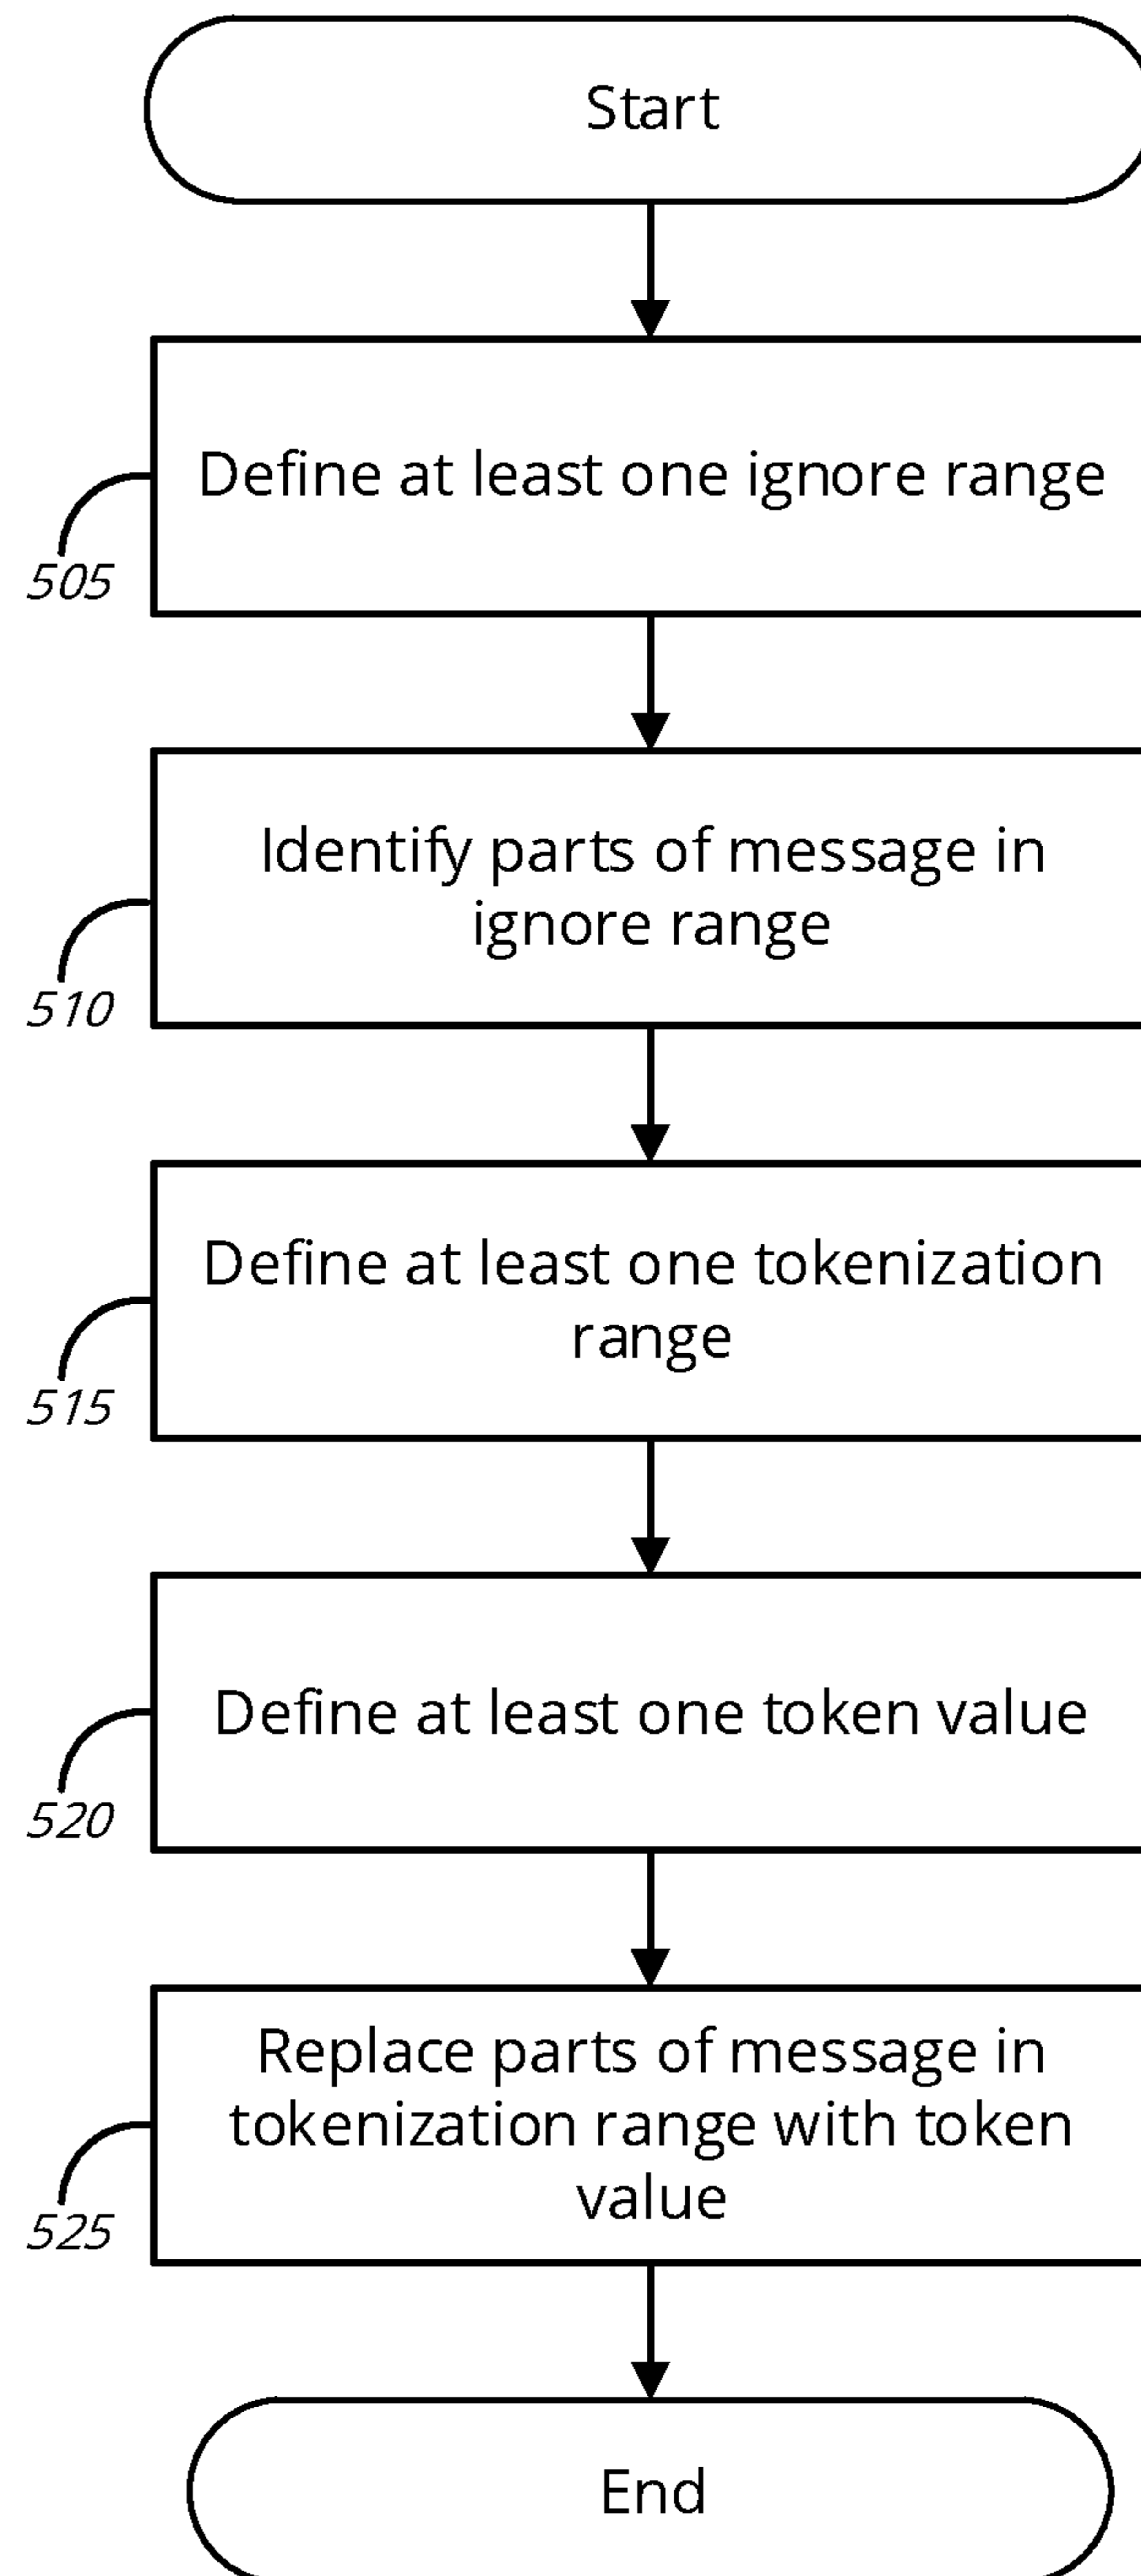 Start
Define at least one ignore range
505
Identify parts of message in
ignore range
510
Define at least one tokenization
range
515
Define at least one token value
520
Replace parts of message in
tokenization range with token
value
525
End